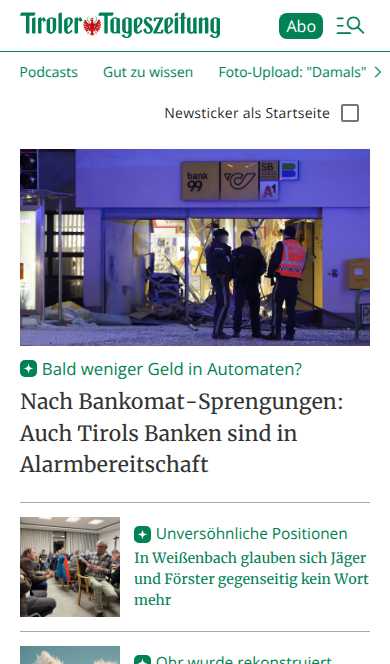 Tiroler Tageszeitung
Abo
Podcasts Gut zu wissen Foto-Upload: "Damals"
Newsticker als Startseite
bank
99
SB
A1
Bald weniger Geld in Automaten?
Nach Bankomat-Sprengungen:
Auch Tirols Banken sind in
Alarmbereitschaft
Unversöhnliche Positionen
In Weißenbach glauben sich Jäger
und Förster gegenseitig kein Wort
mehr
Ohr wurde rekonstruiert